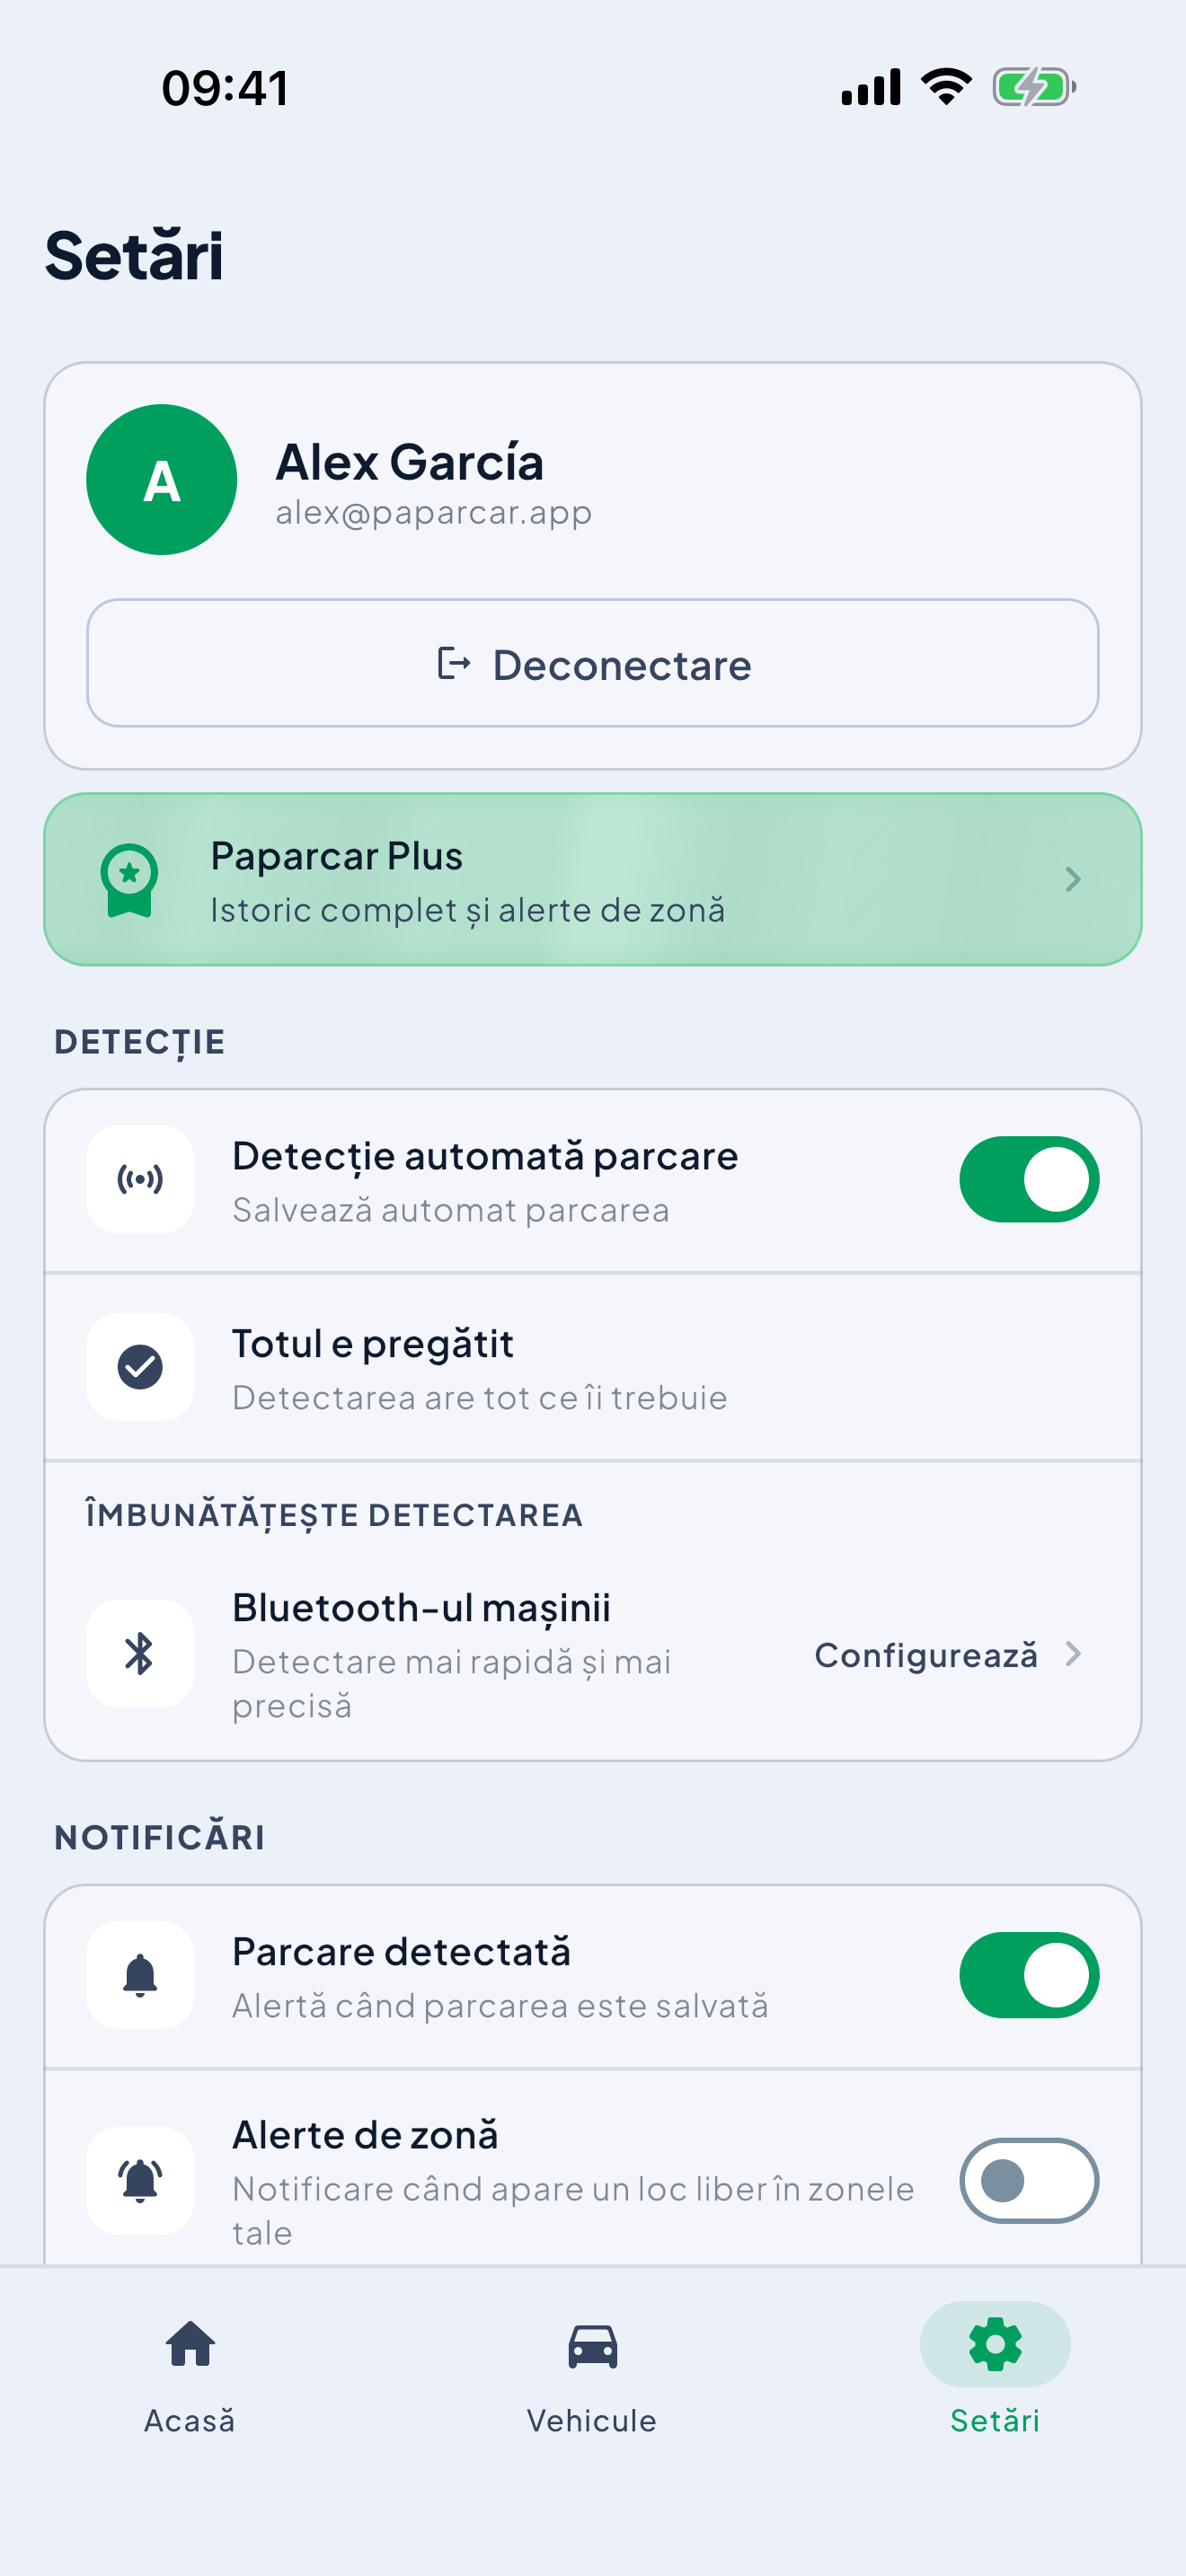 09:41
Setări
A
Alex García
alex@paparcar.app
Deconectare
Paparcar Plus
Istoric complet și alerte de zonă
DETECȚIE
Detecție automată parcare
Salvează automat parcarea
Totul e pregătit
Detectarea are tot ce îi trebuie
ÎMBUNĂTĂȚEȘTE DETECTAREA
Bluetooth-ul mașinii
Detectare mai rapidă și mai
precisă
Configurează
NOTIFICĂRI
Parcare detectată
Alertă când parcarea este salvată
Alerte de zonă
Notificare când apare un loc liber în zonele
tale
Acasă
Vehicule
Setări